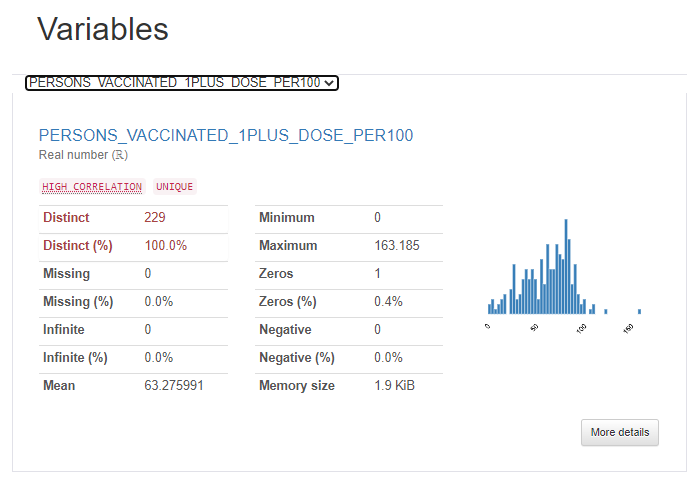 Variables
PERSONS_VACCINATED_1PLUS_DOSE_PER100
PERSONS_VACCINATED_1PLUS_DOSE_PER100
Real number (ℝ)
HIGH CORRELATION UNIQUE
Distinct 229
Distinct (%) 100.0%
Missing 0
Missing (%) 0.0%
Infinite 0
Infinite (%) 0.0%
Mean 63.275991
Minimum 0
Maximum 163.185
Zeros 1
Zeros (%) 0.4%
Negative 0
Negative (%) 0.0%
Memory size 1.9 KiB
0 50 100 150
More details